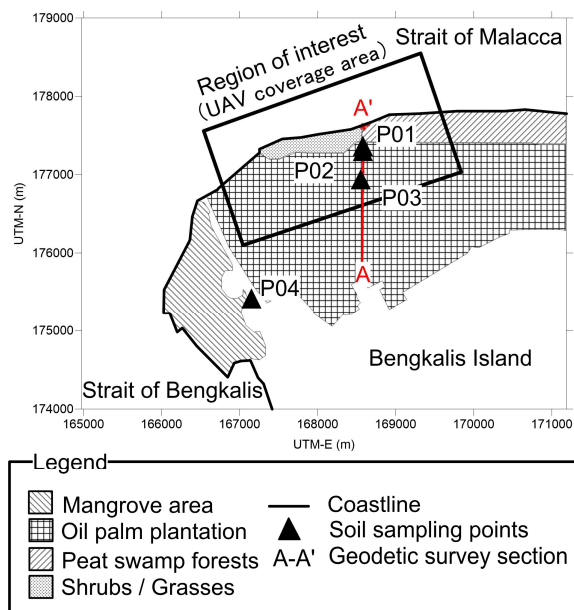 179000
178000
177000
176000
175000
174000
UTM-N (m)
Strait of Malacca
Region of interest
(UAV coverage area)
A'
P01
P02
P03
A
P04
Bengkalis Island
Strait of Bengkalis
165000 166000 167000 168000 169000 170000 171000
UTM-E (m)
Legend
Mangrove area
Oil palm plantation
Peat swamp forests
Shrubs / Grasses
Coastline
Soil sampling points
A-A' Geodetic survey section